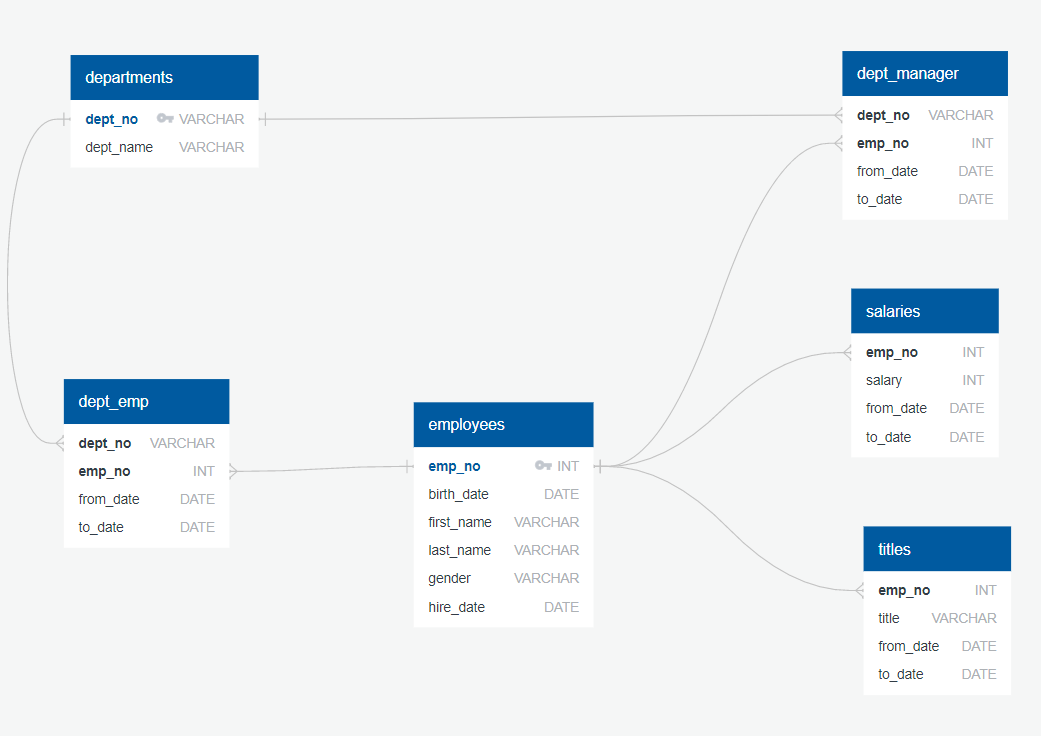 departments
dept_no VARCHAR
dept_name VARCHAR
dept_manager
dept_no VARCHAR
emp_no INT
from_date DATE
to_date DATE
salaries
emp_no INT
salary INT
from_date DATE
to_date DATE
dept_emp
dept_no VARCHAR
emp_no INT
from_date DATE
to_date DATE
employees
emp_no INT
birth_date DATE
first_name VARCHAR
last_name VARCHAR
gender VARCHAR
hire_date DATE
titles
emp_no INT
title VARCHAR
from_date DATE
to_date DATE